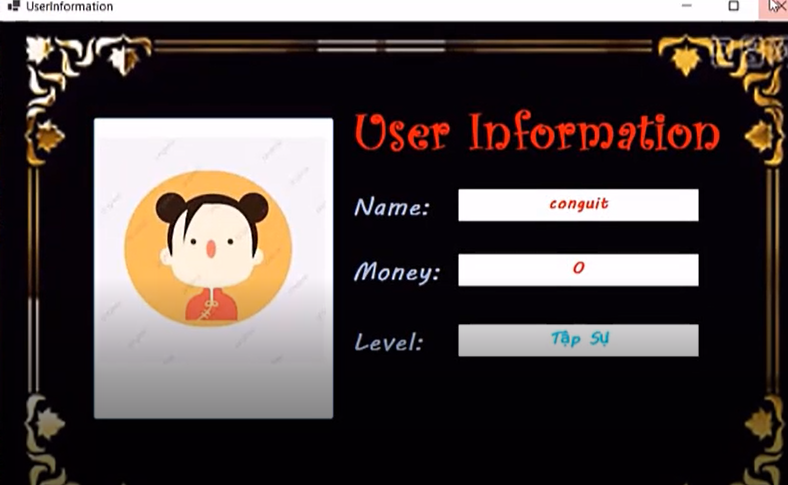 UserInformation
User Information
Name:
conguit
Money:
0
Level:
Tập Sự